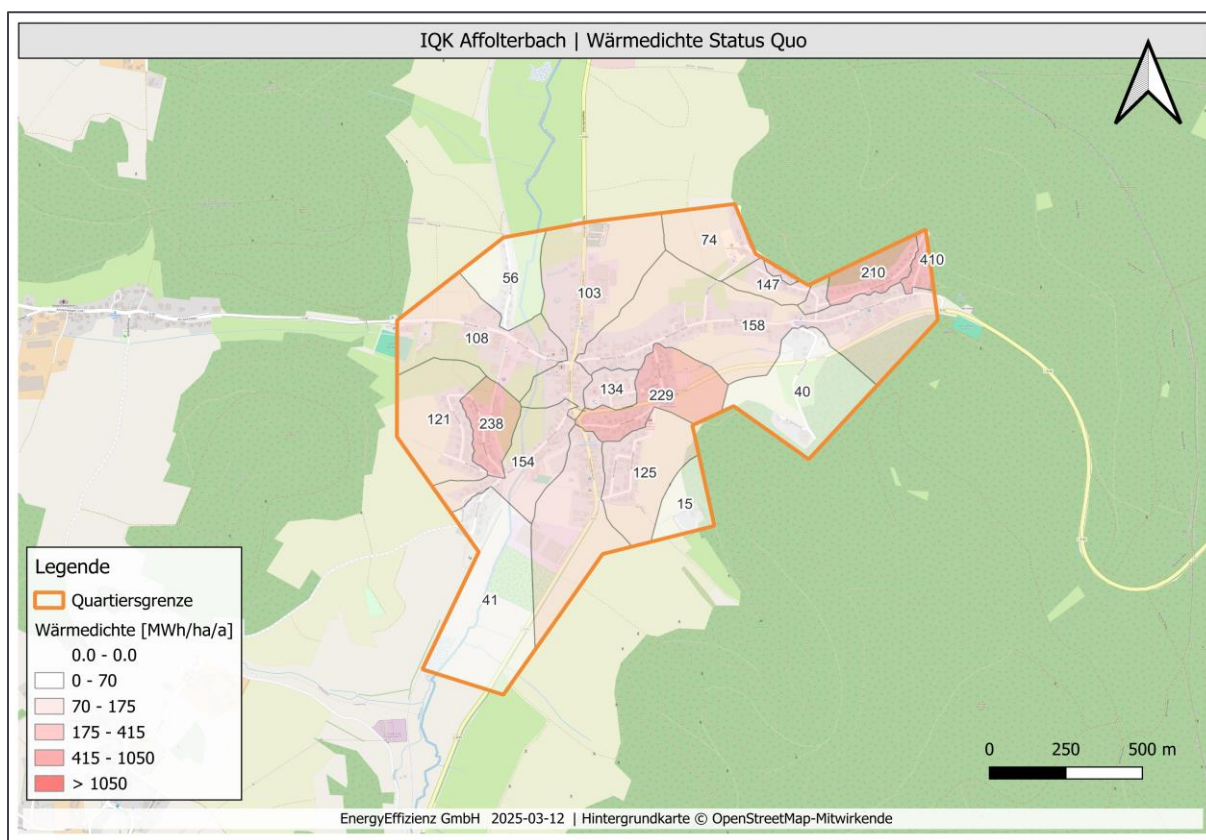 IQK Affolterbach | Wärmedichte Status Quo
74
410
210
56
147
103
158
108
134
40
229
121
238
154
125
15
41
Legende
Quartiersgrenze
Wärmedichte [MWh/ha/a]
0.0 - 0.0
0 - 70
70 - 175
175 - 415
415 - 1050
> 1050
0 250 500 m
EnergyEffizienz GmbH 2025-03-12 | Hintergrundkarte © OpenStreetMap-Mitwirkende